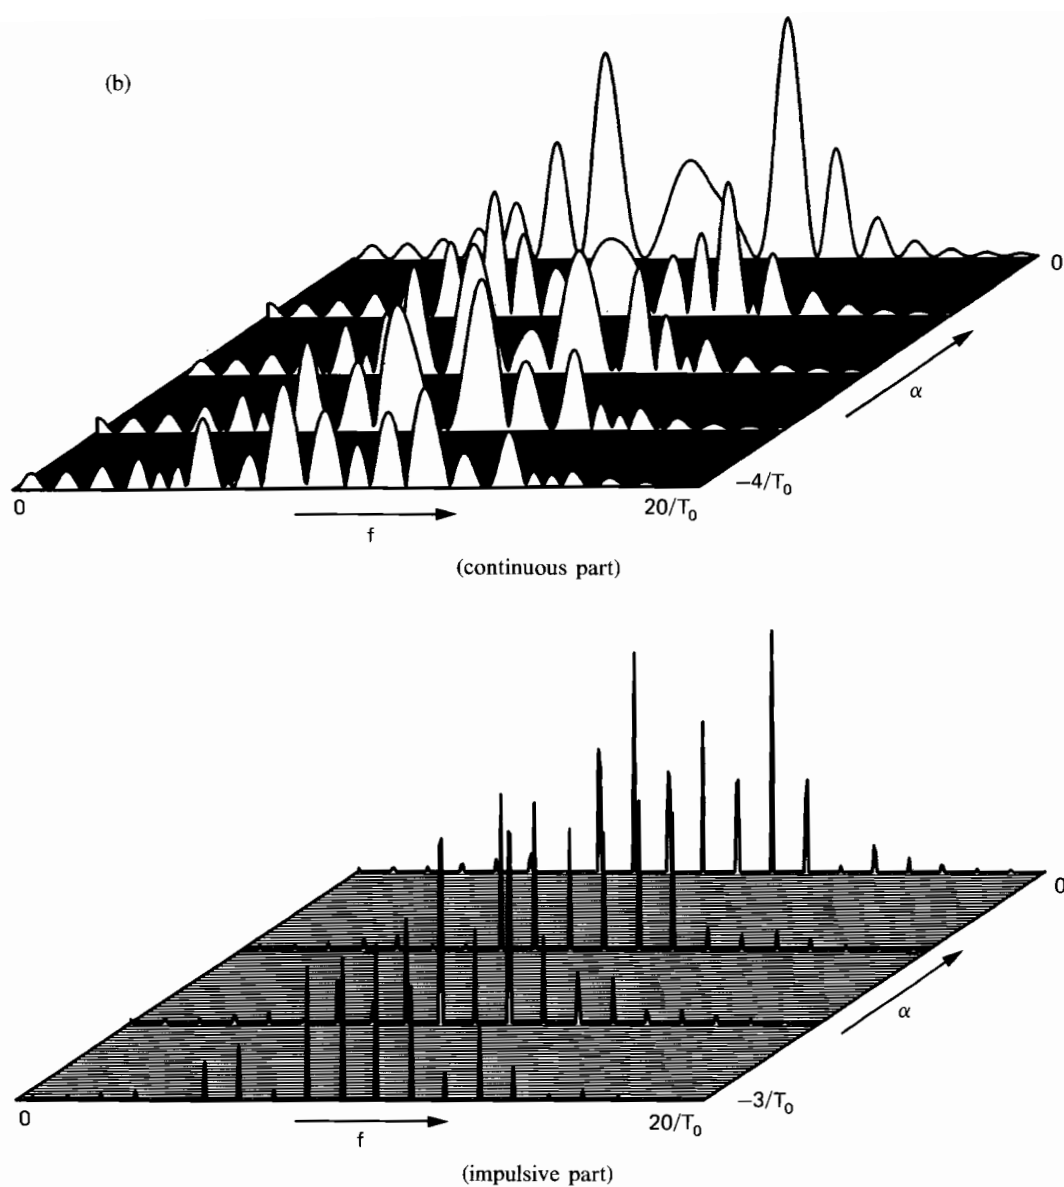 (b)
0
α
−4/T₀
0
20/T₀
f
(continuous part)
0
α
−3/T₀
0
20/T₀
f
(impulsive part)